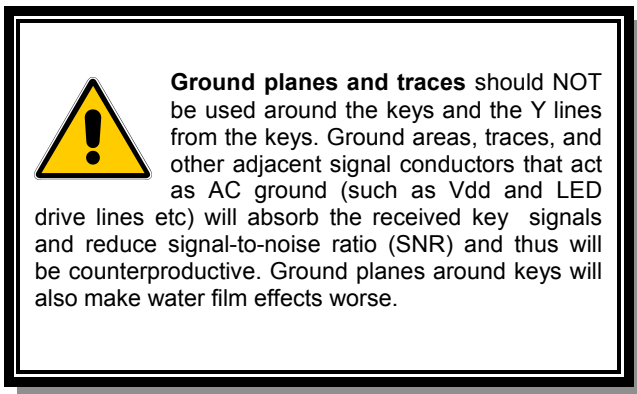 Ground planes and traces should NOT
be used around the keys and the Y lines
from the keys. Ground areas, traces, and
other adjacent signal conductors that act
as AC ground (such as Vdd and LED
drive lines etc) will absorb the received key signals
and reduce signal-to-noise ratio (SNR) and thus will
be counterproductive. Ground planes around keys will
also make water film effects worse.